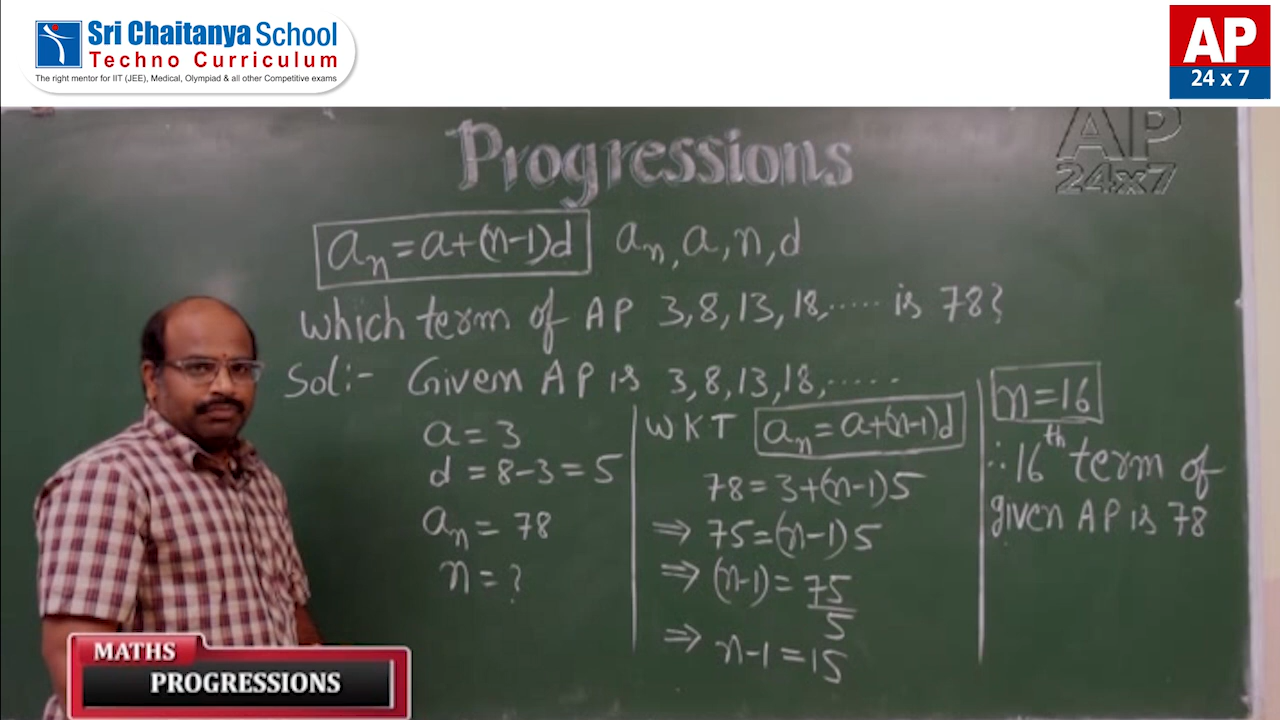 Sri Chaitanya School
Techno Curriculum
The right mentor for IIT (JEE), Medical, Olympiad & all other Competitive exams
AP
24 x 7
Progressions
AP
24x7
aₙ = a+(n-1)d aₙ, a, n, d
Which term of AP 3, 8, 13, 18, ...... is 78?
Sol:- Given AP is 3, 8, 13, 18, ......
a = 3
d = 8-3 = 5
aₙ = 78
n = ?
WKT aₙ = a+(n-1)d
78 = 3+(n-1)5
⇒ 75 = (n-1)5
⇒ (n-1) = 75/5
⇒ n-1 = 15
n = 16
∴ 16th term of
given AP is 78
MATHS
PROGRESSIONS